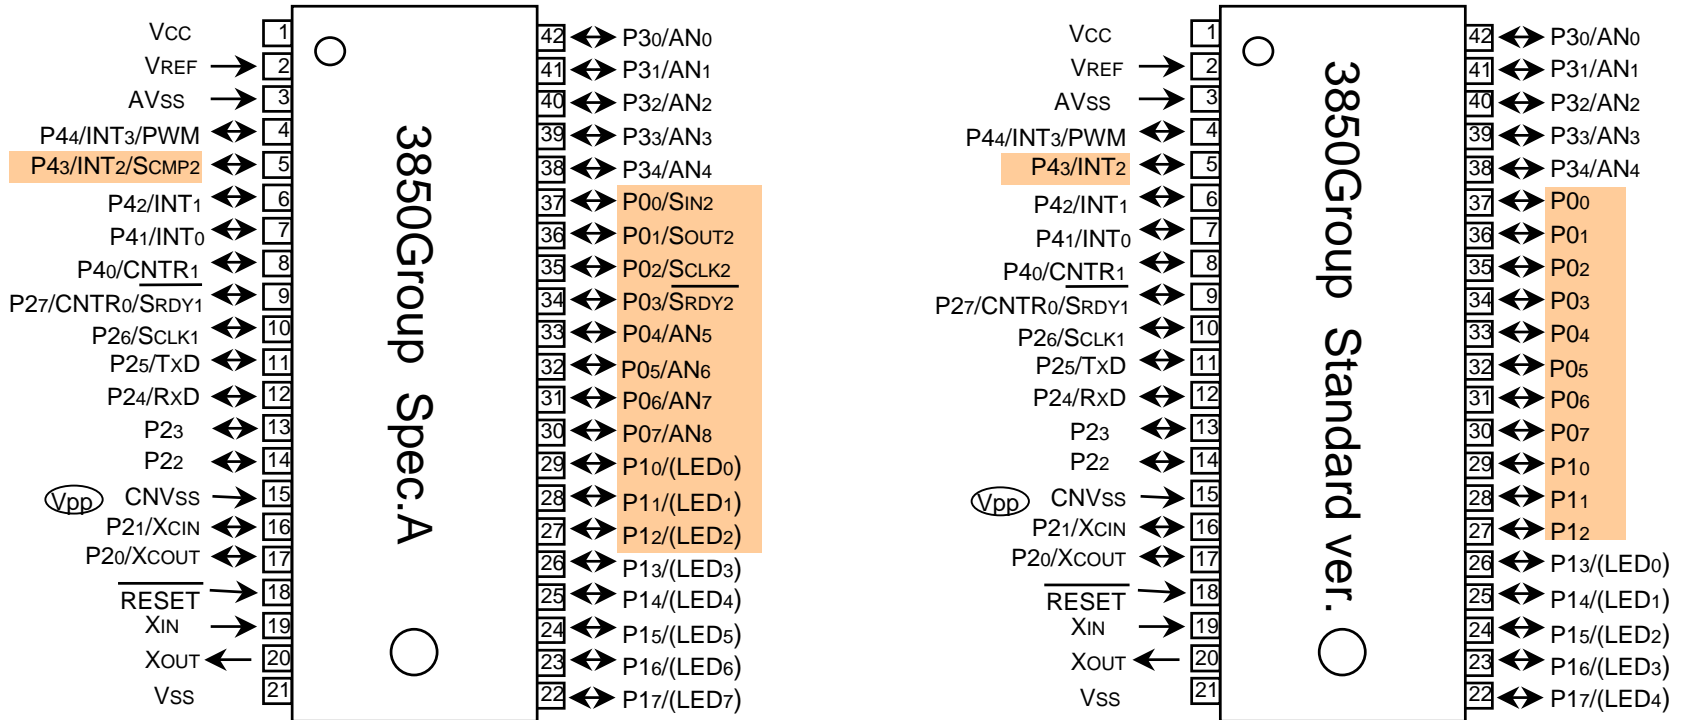 VCC 1
VREF 2
AVSS 3
P44/INT3/PWM 4
P43/INT2/SCMP2 5
P42/INT1 6
P41/INT0 7
P40/CNTR1 8
P27/CNTR0/SRDY1 9
P26/SCLK1 10
P25/TXD 11
P24/RXD 12
P23 13
P22 14
Vpp CNVSS 15
P21/XCIN 16
P20/XCOUT 17
RESET 18
XIN 19
XOUT 20
VSS 21
3850Group Spec.A
42 P30/AN0
41 P31/AN1
40 P32/AN2
39 P33/AN3
38 P34/AN4
37 P00/SIN2
36 P01/SOUT2
35 P02/SCLK2
34 P03/SRDY2
33 P04/AN5
32 P05/AN6
31 P06/AN7
30 P07/AN8
29 P10/(LED0)
28 P11/(LED1)
27 P12/(LED2)
26 P13/(LED3)
25 P14/(LED4)
24 P15/(LED5)
23 P16/(LED6)
22 P17/(LED7)
VCC 1
VREF 2
AVSS 3
P44/INT3/PWM 4
P43/INT2 5
P42/INT1 6
P41/INT0 7
P40/CNTR1 8
P27/CNTR0/SRDY1 9
P26/SCLK1 10
P25/TXD 11
P24/RXD 12
P23 13
P22 14
Vpp CNVSS 15
P21/XCIN 16
P20/XCOUT 17
RESET 18
XIN 19
XOUT 20
VSS 21
3850Group Standard ver.
42 P30/AN0
41 P31/AN1
40 P32/AN2
39 P33/AN3
38 P34/AN4
37 P00
36 P01
35 P02
34 P03
33 P04
32 P05
31 P06
30 P07
29 P10
28 P11
27 P12
26 P13/(LED0)
25 P14/(LED1)
24 P15/(LED2)
23 P16/(LED3)
22 P17/(LED4)